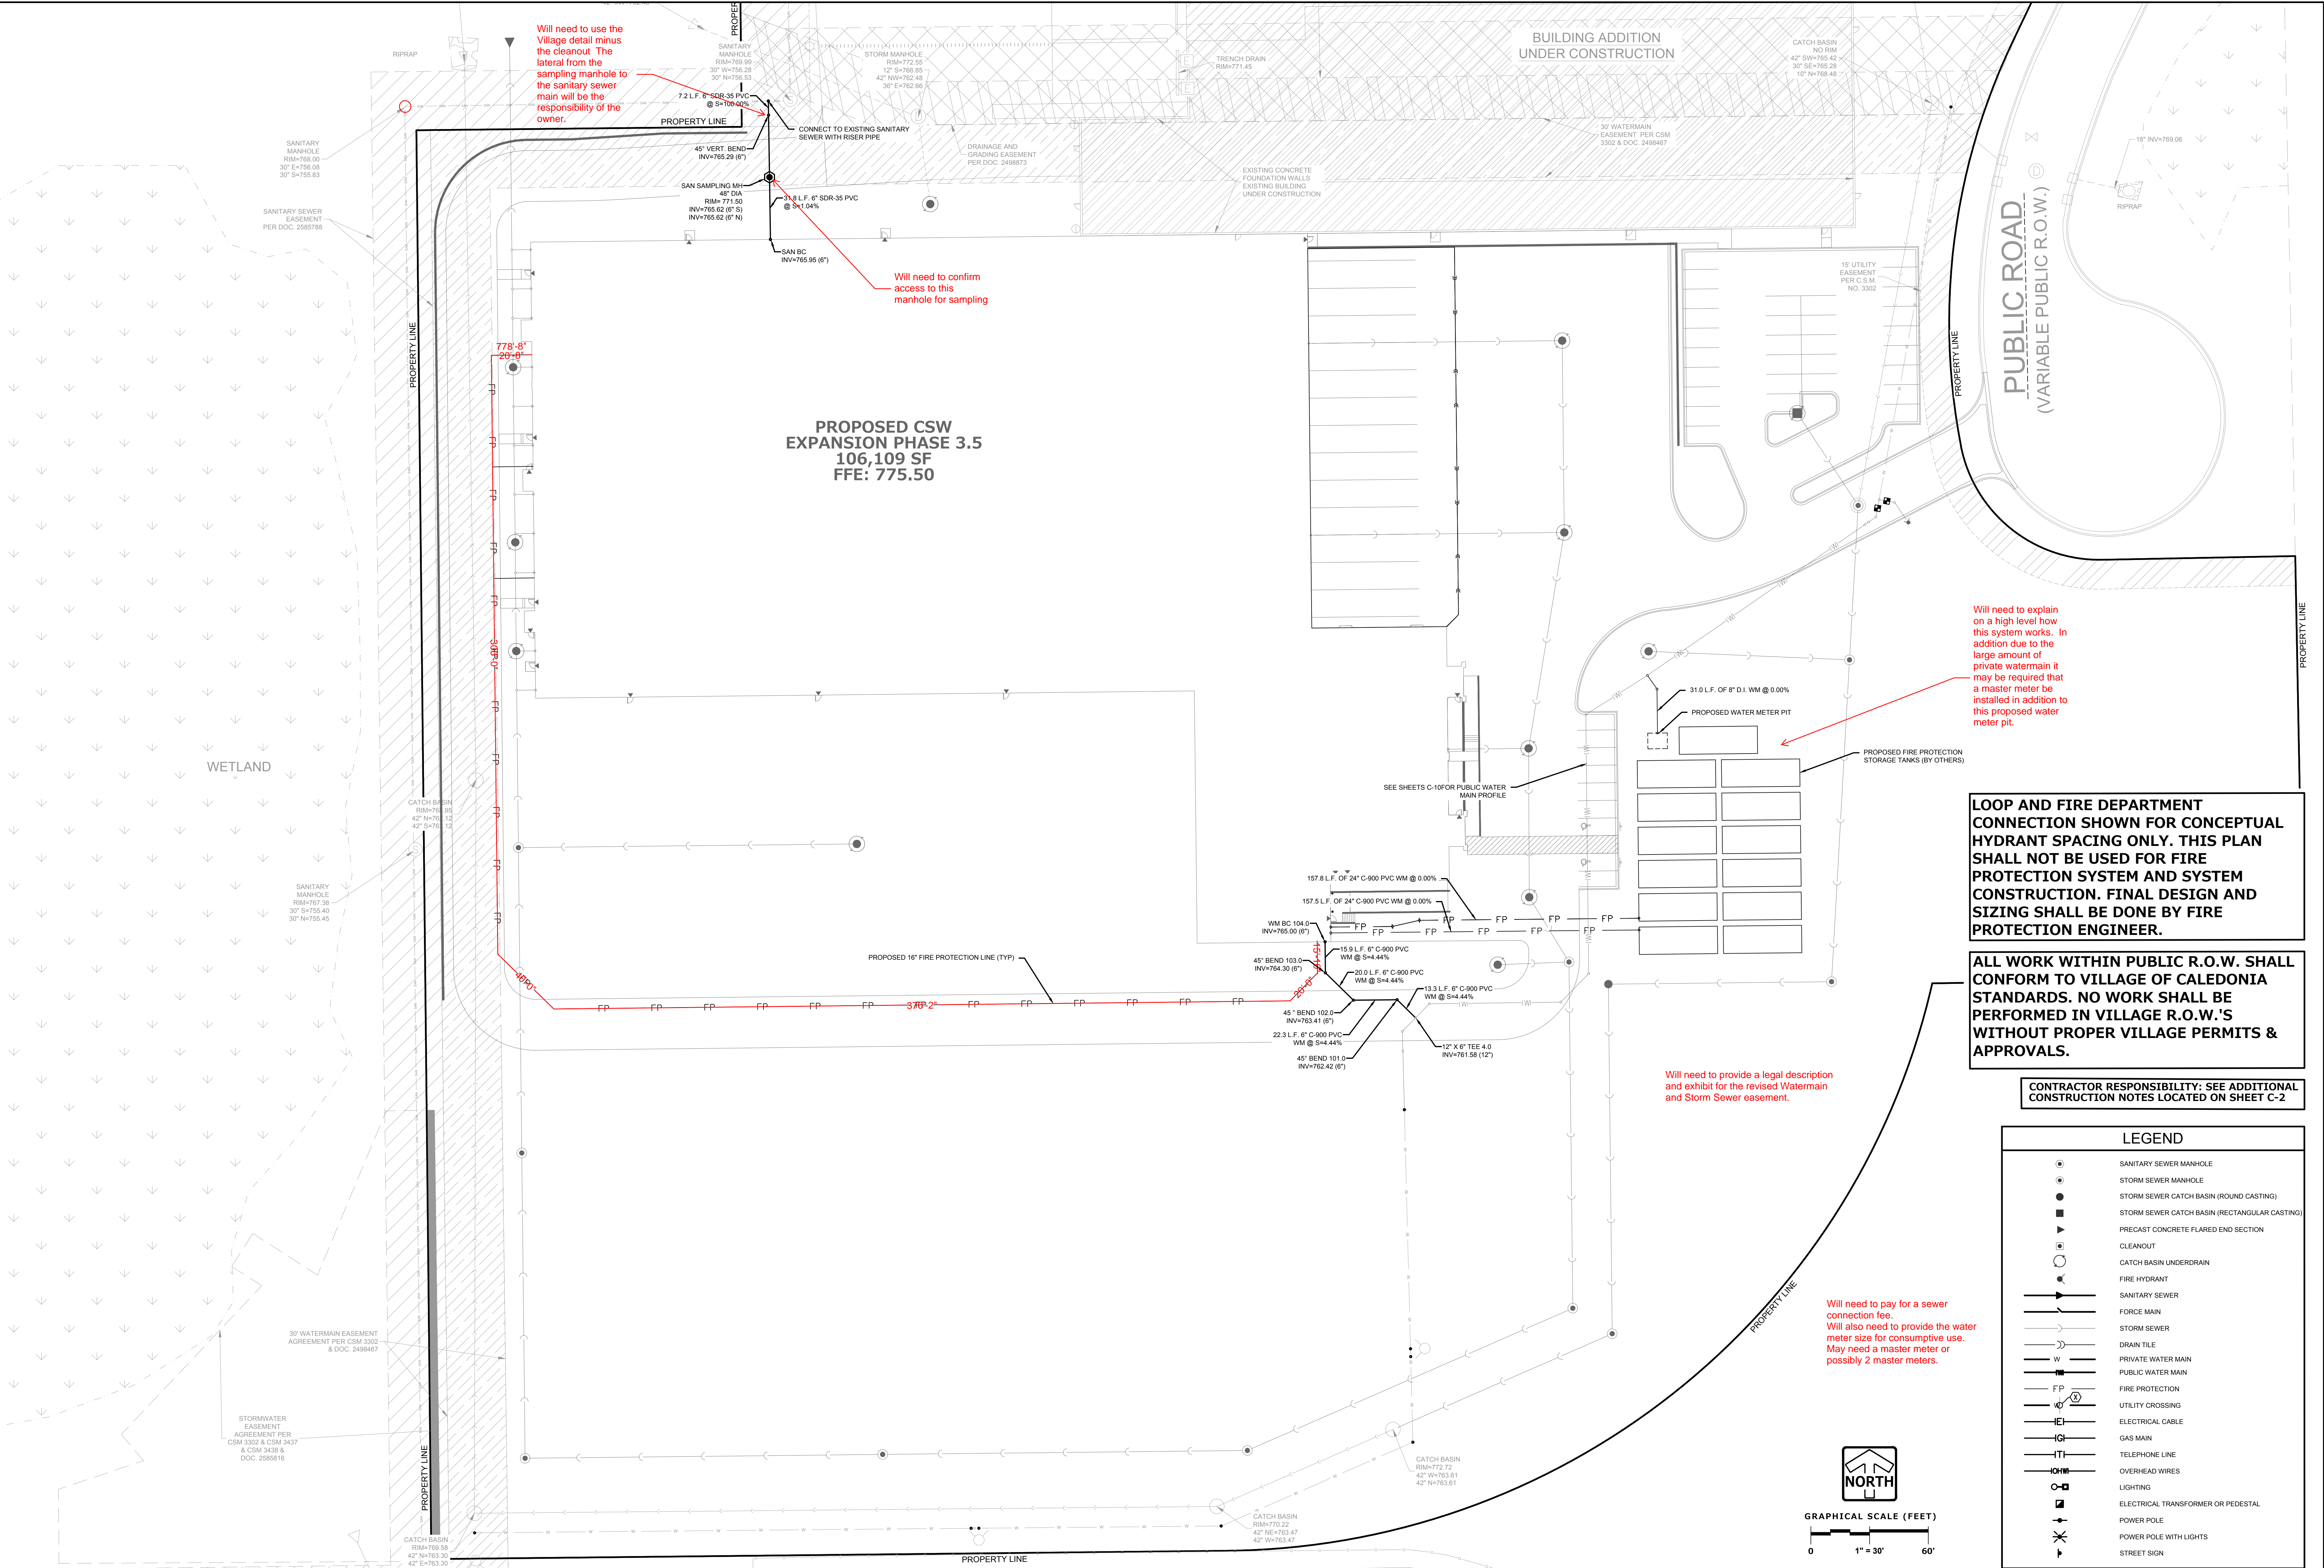 Will need to use the
Village detail minus
the cleanout The
lateral from the
sampling manhole to
the sanitary sewer
main will be the
responsibility of the
owner.
RIPRAP
SANITARY
MANHOLE
RIM=769.99
30" W=756.28
30" N=756.53
STORM MANHOLE
RIM=772.55
12" S=766.85
42" NW=762.48
36" E=762.66
TRENCH DRAIN
RIM=771.45
BUILDING ADDITION
UNDER CONSTRUCTION
CATCH BASIN
NO RIM
42" SW=765.42
30" SE=765.28
10" N=768.48
7.2 L.F. 6" SDR-35 PVC
@ S=100.00%
PROPERTY LINE
CONNECT TO EXISTING SANITARY
SEWER WITH RISER PIPE
45° VERT. BEND
INV=765.29 (6")
DRAINAGE AND
GRADING EASEMENT
PER DOC. 2498873
30' WATERMAIN
EASEMENT PER CSM
3302 & DOC. 2498467
18" INV=769.06
RIPRAP
SANITARY
MANHOLE
RIM=768.00
30" E=756.08
30" S=755.83
SAN SAMPLING MH
48" DIA
RIM= 771.50
INV=765.62 (6" S)
INV=765.62 (6" N)
31.8 L.F. 6" SDR-35 PVC
@ S=1.04%
EXISTING CONCRETE
FOUNDATION WALLS
EXISTING BUILDING
UNDER CONSTRUCTION
SANITARY SEWER
EASEMENT
PER DOC. 2585788
SAN BC
INV=765.95 (6")
Will need to confirm
access to this
manhole for sampling
15' UTILITY
EASEMENT
PER C.S.M.
NO. 3302
PUBLIC ROAD
(VARIABLE PUBLIC R.O.W.)
PROPERTY LINE
PROPERTY LINE
PROPERTY LINE
778'-8"
20'-8"
PROPOSED CSW
EXPANSION PHASE 3.5
106,109 SF
FFE: 775.50
Will need to explain
on a high level how
this system works. In
addition due to the
large amount of
private watermain it
may be required that
a master meter be
installed in addition to
this proposed water
meter pit.
31.0 L.F. OF 8" D.I. WM @ 0.00%
PROPOSED WATER METER PIT
PROPOSED FIRE PROTECTION
STORAGE TANKS (BY OTHERS)
SEE SHEETS C-10FOR PUBLIC WATER
MAIN PROFILE
WETLAND
CATCH BASIN
42" N=763.12
42" S=763.12
SANITARY
MANHOLE
RIM=767.38
30" S=755.40
30" N=755.45
LOOP AND FIRE DEPARTMENT
CONNECTION SHOWN FOR CONCEPTUAL
HYDRANT SPACING ONLY. THIS PLAN
SHALL NOT BE USED FOR FIRE
PROTECTION SYSTEM AND SYSTEM
CONSTRUCTION. FINAL DESIGN AND
SIZING SHALL BE DONE BY FIRE
PROTECTION ENGINEER.
157.8 L.F. OF 24" C-900 PVC WM @ 0.00%
157.5 L.F. OF 24" C-900 PVC WM @ 0.00%
FP FP FP FP FP
FP FP FP FP FP FP
WM BC 104.0
INV=765.00 (6")
15.9 L.F. 6" C-900 PVC
WM @ S=4.44%
45° BEND 103.0
INV=764.30 (6")
20.0 L.F. 6" C-900 PVC
WM @ S=4.44%
13.3 L.F. 6" C-900 PVC
WM @ S=4.44%
PROPOSED 16" FIRE PROTECTION LINE (TYP)
20'-0"
376'-2"
45 ° BEND 102.0
INV=763.41 (6")
22.3 L.F. 6" C-900 PVC
WM @ S=4.44%
45° BEND 101.0
INV=762.42 (6")
12" X 6" TEE 4.0
INV=761.58 (12")
ALL WORK WITHIN PUBLIC R.O.W. SHALL
CONFORM TO VILLAGE OF CALEDONIA
STANDARDS. NO WORK SHALL BE
PERFORMED IN VILLAGE R.O.W.'S
WITHOUT PROPER VILLAGE PERMITS &
APPROVALS.
Will need to provide a legal description
and exhibit for the revised Watermain
and Storm Sewer easement.
CONTRACTOR RESPONSIBILITY: SEE ADDITIONAL
CONSTRUCTION NOTES LOCATED ON SHEET C-2
LEGEND
SANITARY SEWER MANHOLE
STORM SEWER MANHOLE
STORM SEWER CATCH BASIN (ROUND CASTING)
STORM SEWER CATCH BASIN (RECTANGULAR CASTING)
PRECAST CONCRETE FLARED END SECTION
CLEANOUT
CATCH BASIN UNDERDRAIN
FIRE HYDRANT
SANITARY SEWER
FORCE MAIN
STORM SEWER
DRAIN TILE
W PRIVATE WATER MAIN
PUBLIC WATER MAIN
FP FIRE PROTECTION
X UTILITY CROSSING
E ELECTRICAL CABLE
G GAS MAIN
T TELEPHONE LINE
OHW OVERHEAD WIRES
LIGHTING
ELECTRICAL TRANSFORMER OR PEDESTAL
POWER POLE
POWER POLE WITH LIGHTS
STREET SIGN
Will need to pay for a sewer
connection fee.
Will also need to provide the water
meter size for consumptive use.
May need a master meter or
possibly 2 master meters.
PROPERTY LINE
30' WATERMAIN EASEMENT
AGREEMENT PER CSM 3302
& DOC. 2498467
STORMWATER
EASEMENT
AGREEMENT PER
CSM 3302 & CSM 3437
& CSM 3438 &
DOC. 2585816
PROPERTY LINE
CATCH BASIN
RIM=772.72
42" W=763.61
42" N=763.61
CATCH BASIN
RIM=770.22
42" NE=763.47
42" W=763.47
CATCH BASIN
RIM=769.58
42" N=763.30
42" E=763.30
PROPERTY LINE
NORTH
GRAPHICAL SCALE (FEET)
0 1" = 30' 60'